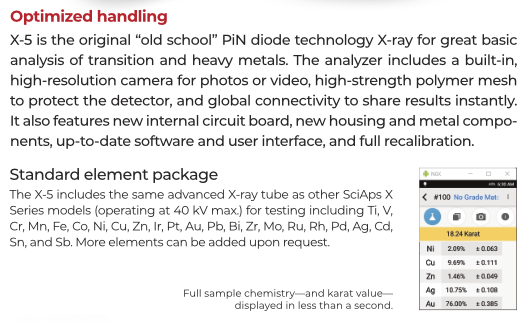 Optimized handling
X-5 is the original “old school” PiN diode technology X-ray for great basic
analysis of transition and heavy metals. The analyzer includes a built-in,
high-resolution camera for photos or video, high-strength polymer mesh
to protect the detector, and global connectivity to share results instantly.
It also features new internal circuit board, new housing and metal compo-
nents, up-to-date software and user interface, and full recalibration.
Standard element package
The X-5 includes the same advanced X-ray tube as other SciAps X
Series models (operating at 40 kV max.) for testing including Ti, V,
Cr, Mn, Fe, Co, Ni, Cu, Zn, Ir, Pt, Au, Pb, Bi, Zr, Mo, Ru, Rh, Pd, Ag, Cd,
Sn, and Sb. More elements can be added upon request.
Full sample chemistry—and karat value—
displayed in less than a second.
NGX
#100 No Grade Mat
18.24 Karat
Ni 2.09% ± 0.063
Cu 9.69% ± 0.111
Zn 1.46% ± 0.049
Ag 10.75% ± 0.108
Au 76.00% ± 0.385